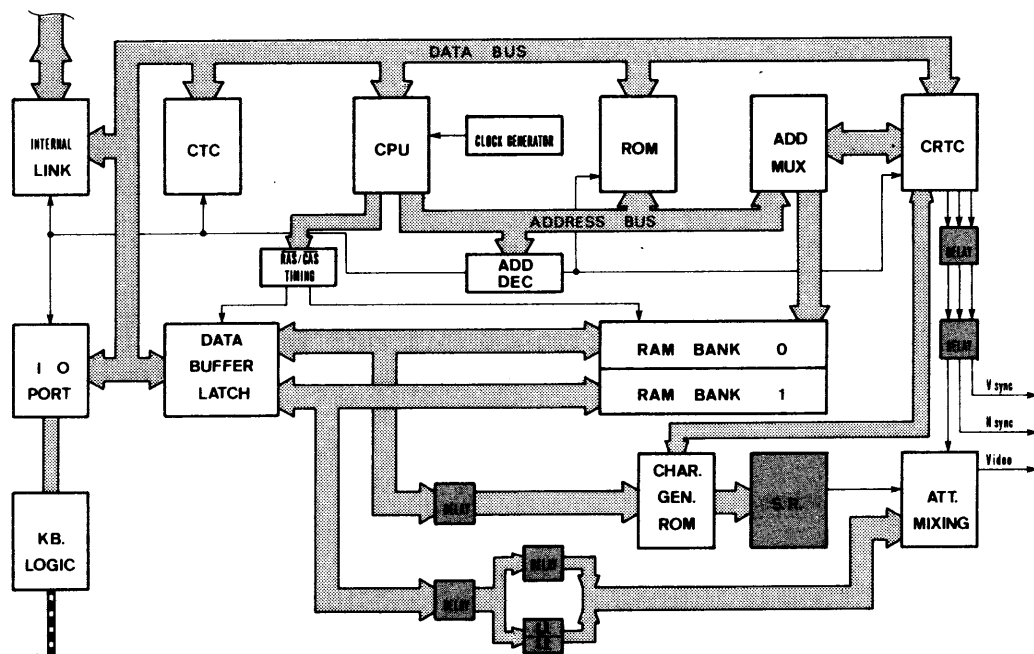 DATA BUS
INTERNAL
LINK
CTC
CPU
CLOCK GENERATOR
ROM
ADD
MUX
CRTC
ADDRESS BUS
RAS/CAS
TIMING
ADD
DEC
DELAY
I O
PORT
DATA
BUFFER
LATCH
RAM BANK 0
RAM BANK 1
DELAY
V sync
H sync
Video
KB.
LOGIC
DELAY
CHAR.
GEN.
ROM
S.R.
ATT.
MIXING
DELAY
DELAY